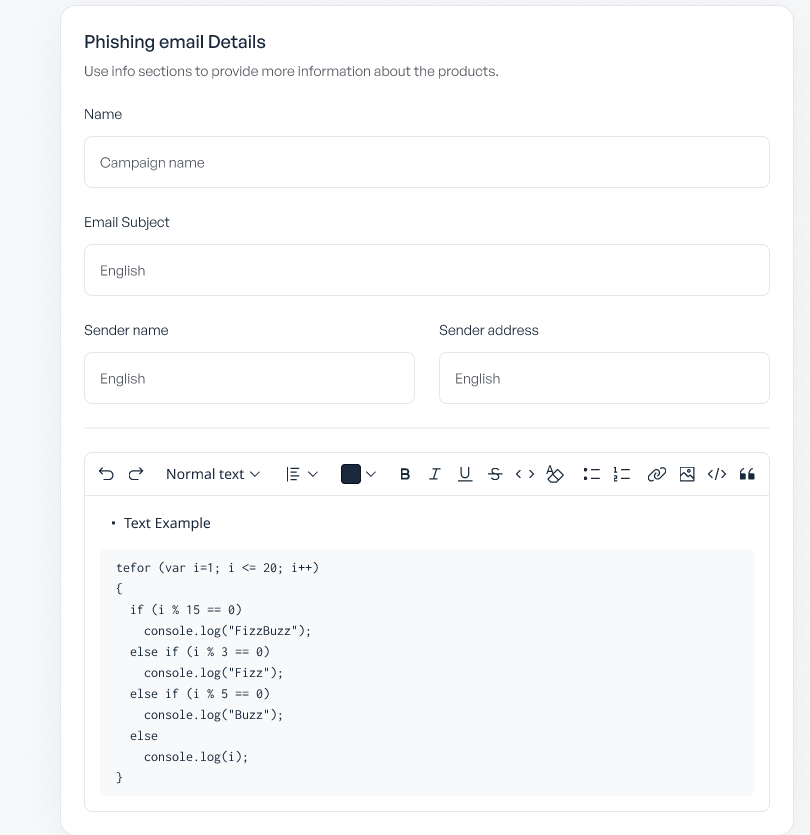 Phishing email Details
Use info sections to provide more information about the products.
Name
Campaign name
Email Subject
English
Sender name Sender address
English English
Normal text
B I U S
• Text Example
tefor (var i=1; i <= 20; i++)
{
  if (i % 15 == 0)
    console.log("FizzBuzz");
  else if (i % 3 == 0)
    console.log("Fizz");
  else if (i % 5 == 0)
    console.log("Buzz");
  else
    console.log(i);
}